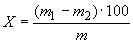 X = (m₁ − m₂)·100 / m